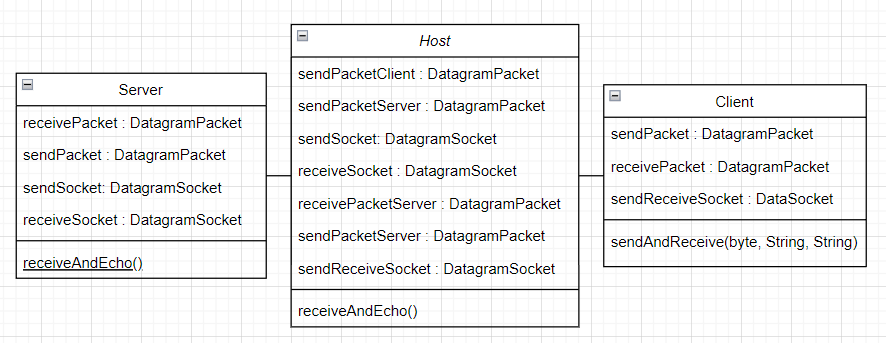 Server
receivePacket : DatagramPacket
sendPacket : DatagramPacket
sendSocket: DatagramSocket
receiveSocket : DatagramSocket
receiveAndEcho()
Host
sendPacketClient : DatagramPacket
sendPacketServer : DatagramPacket
sendSocket: DatagramSocket
receiveSocket : DatagramSocket
receivePacketServer : DatagramPacket
sendPacketServer : DatagramPacket
sendReceiveSocket : DatagramSocket
receiveAndEcho()
Client
sendPacket : DatagramPacket
receivePacket : DatagramPacket
sendReceiveSocket : DataSocket
sendAndReceive(byte, String, String)